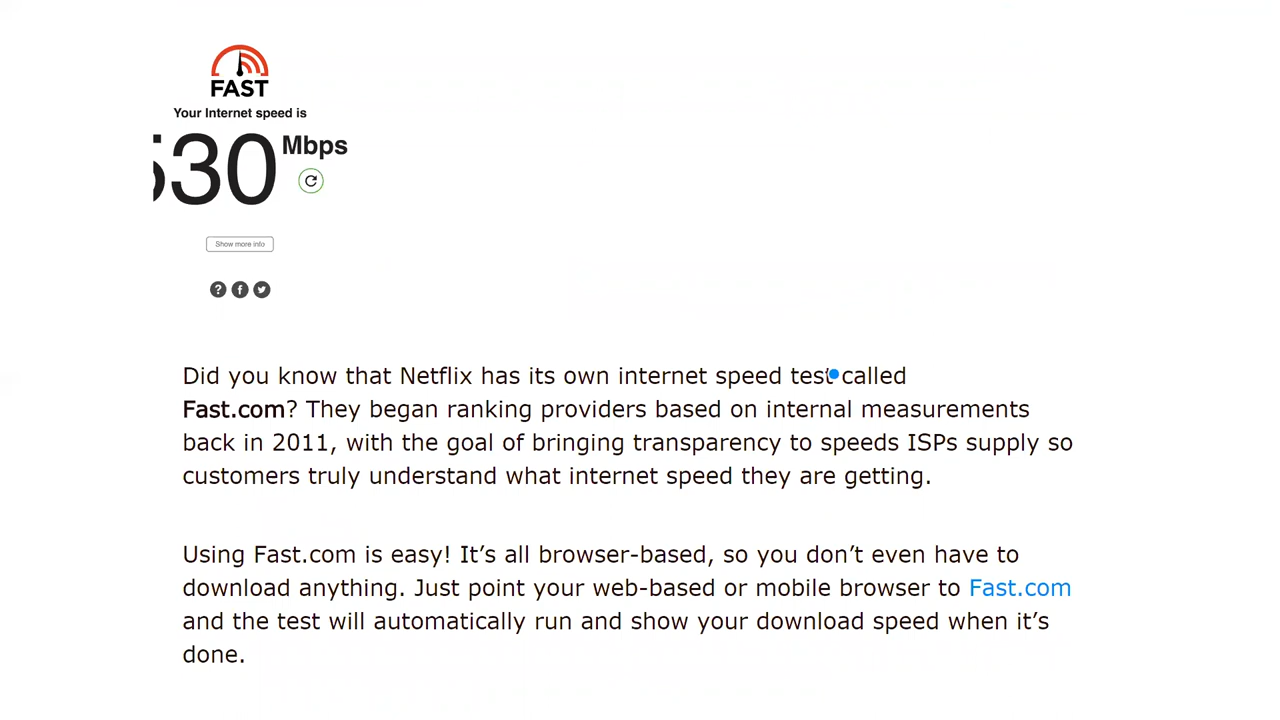 FAST
Your Internet speed is
30 Mbps
Show more info
?
Did you know that Netflix has its own internet speed test called
Fast.com? They began ranking providers based on internal measurements
back in 2011, with the goal of bringing transparency to speeds ISPs supply so
customers truly understand what internet speed they are getting.
Using Fast.com is easy! It’s all browser-based, so you don’t even have to
download anything. Just point your web-based or mobile browser to Fast.com
and the test will automatically run and show your download speed when it’s
done.